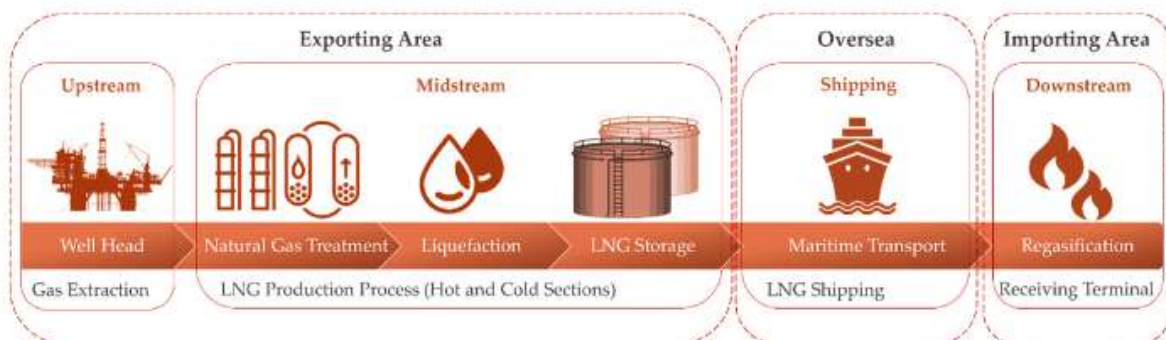 Exporting Area
Oversea
Importing Area
Upstream
Midstream
Shipping
Downstream
Well Head
Natural Gas Treatment
Liquefaction
LNG Storage
Maritime Transport
Regasification
Gas Extraction
LNG Production Process (Hot and Cold Sections)
LNG Shipping
Receiving Terminal